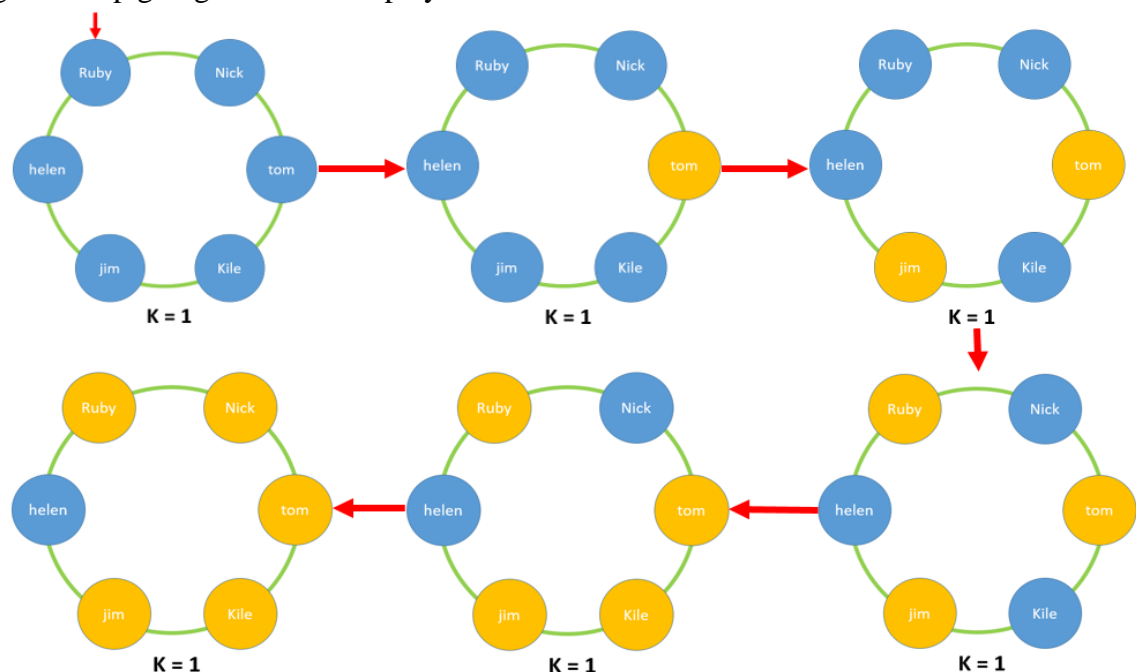 Ruby Nick Ruby Nick Ruby Nick
helen tom helen tom helen tom
jim Kile jim Kile jim Kile
K = 1 K = 1 K = 1
Ruby Nick Ruby Nick Ruby Nick
helen tom helen tom helen tom
jim Kile jim Kile jim Kile
K = 1 K = 1 K = 1